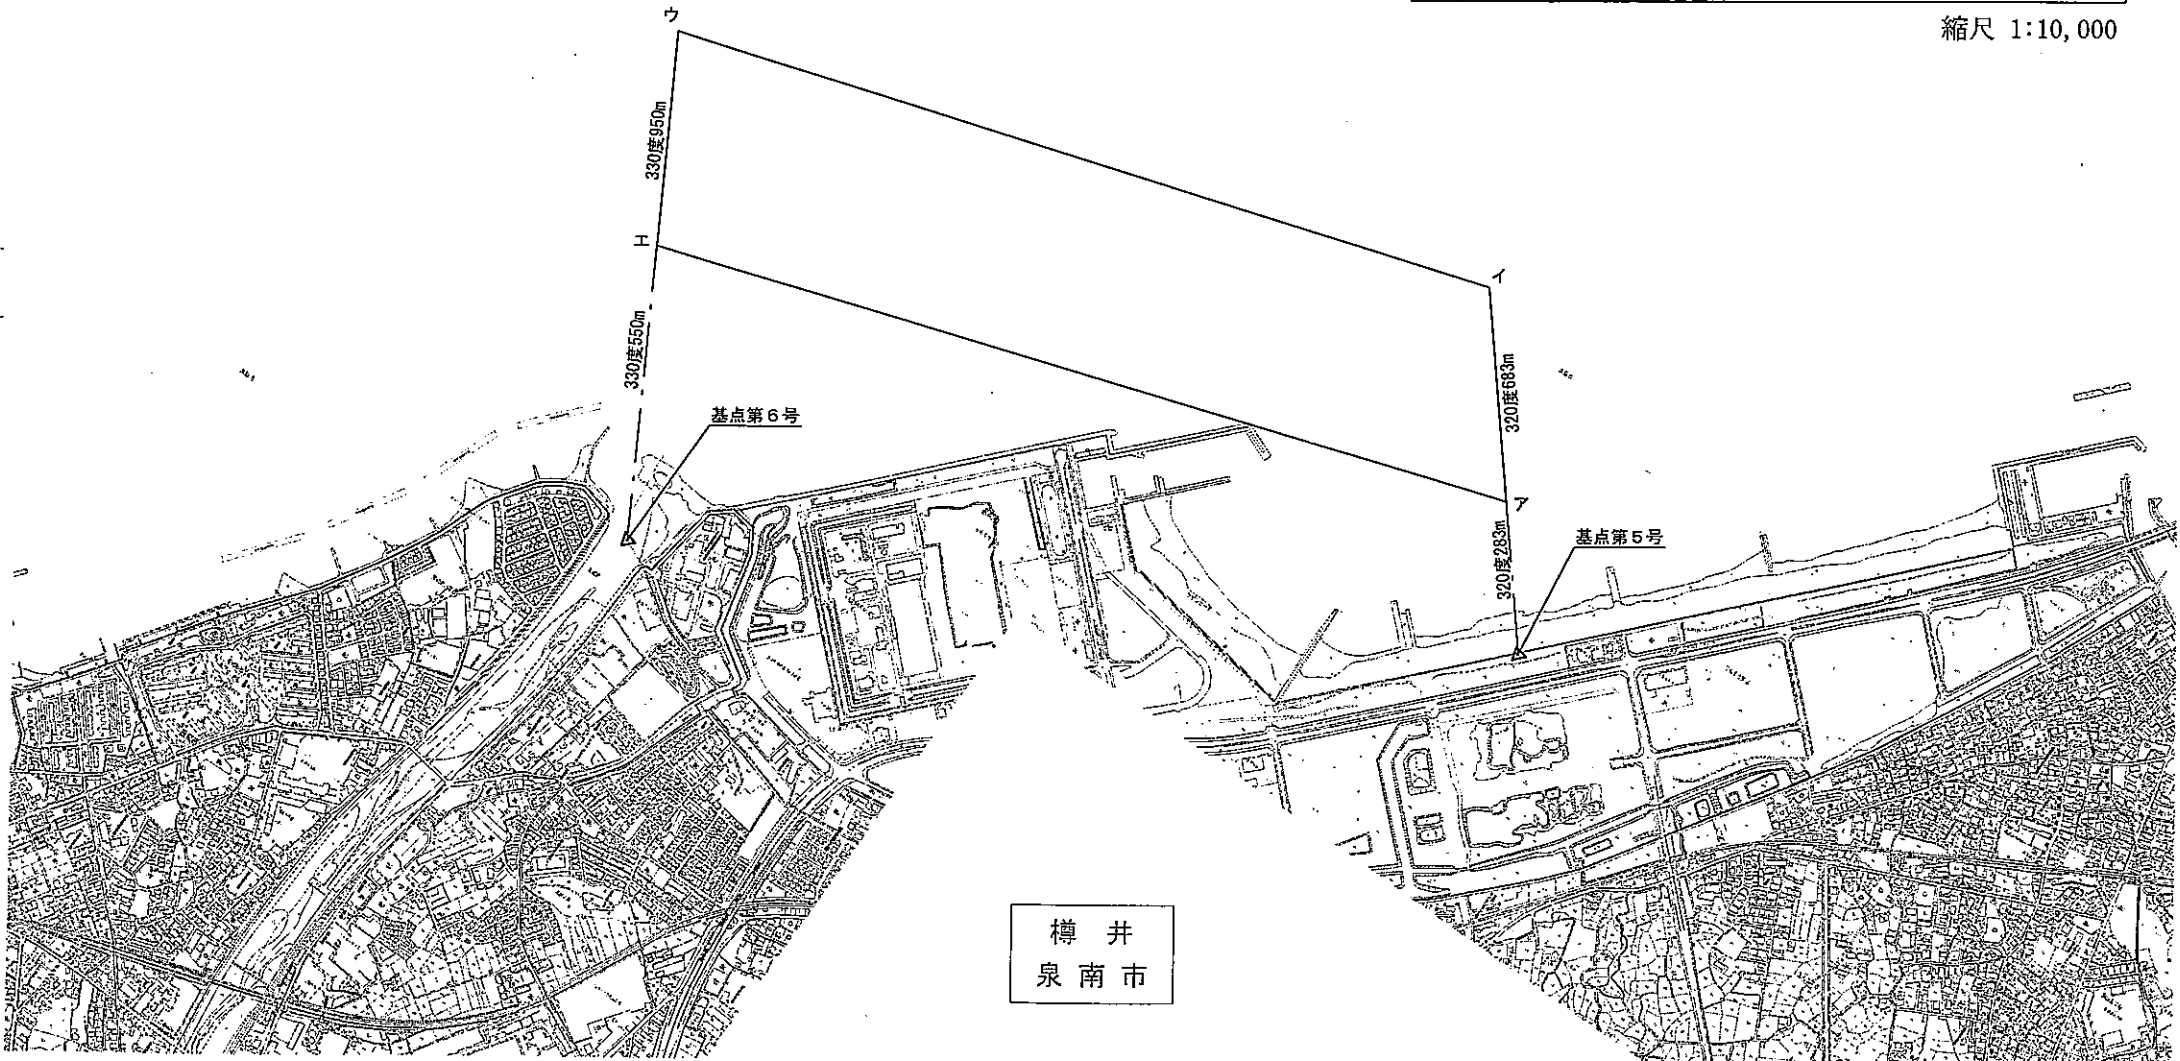 縮尺 1:10,000
ウ
330度950m
エ
イ
330度550m
320度683m
基点第6号
ア
320度283m
基点第5号
樽井
泉南市